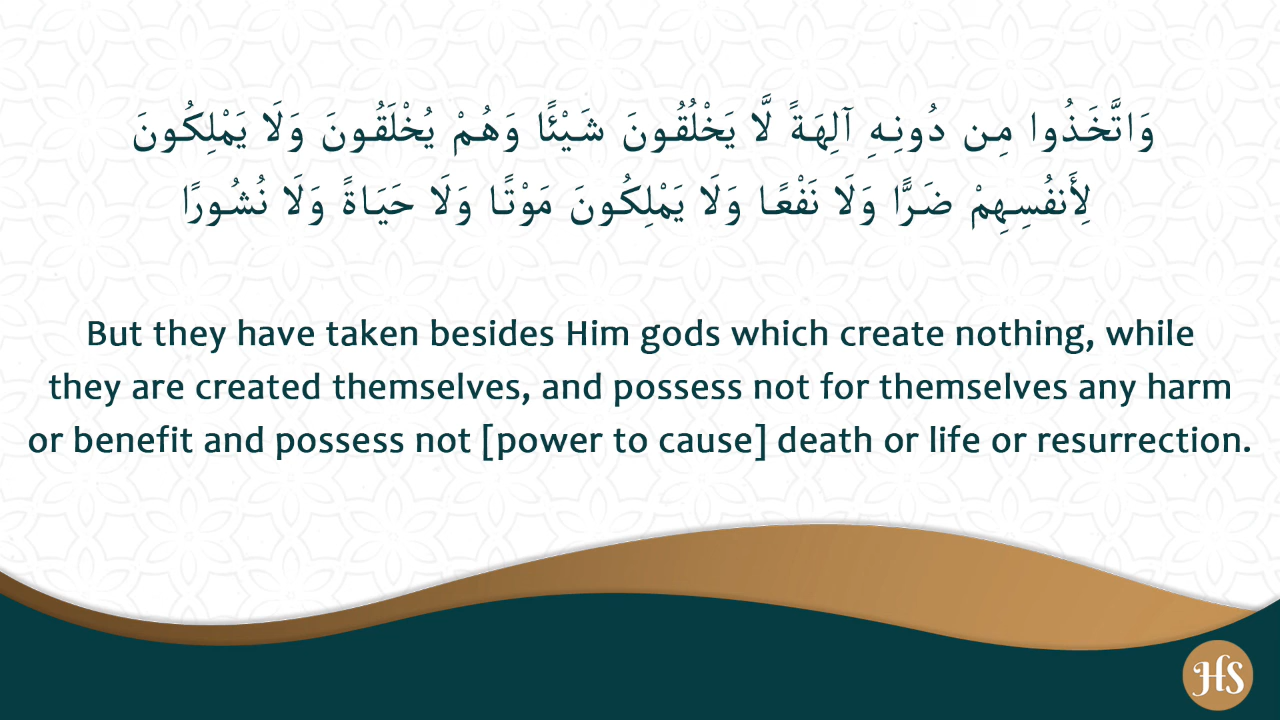 وَاتَّخَذُوا مِن دُونِهِ آلِهَةً لَّا يَخْلُقُونَ شَيْئًا وَهُمْ يُخْلَقُونَ وَلَا يَمْلِكُونَ
لِأَنفُسِهِمْ ضَرًّا وَلَا نَفْعًا وَلَا يَمْلِكُونَ مَوْتًا وَلَا حَيَاةً وَلَا نُشُورًا
But they have taken besides Him gods which create nothing, while
they are created themselves, and possess not for themselves any harm
or benefit and possess not [power to cause] death or life or resurrection.
HS